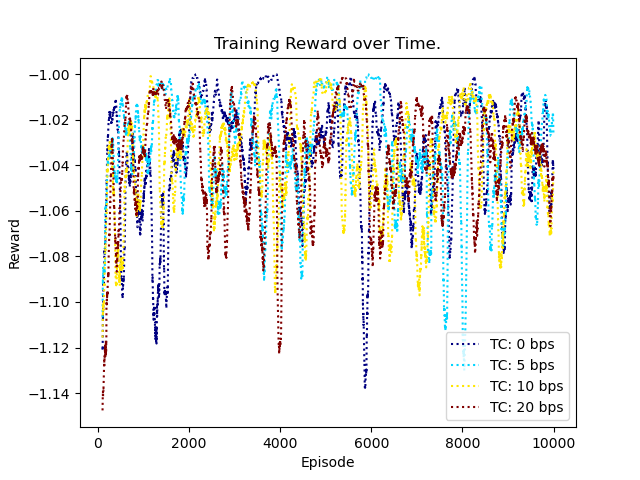 Training Reward over Time.
−1.00
−1.02
−1.04
−1.06
−1.08
−1.10
−1.12
−1.14
Reward
TC: 0 bps
TC: 5 bps
TC: 10 bps
TC: 20 bps
0 2000 4000 6000 8000 10000
Episode